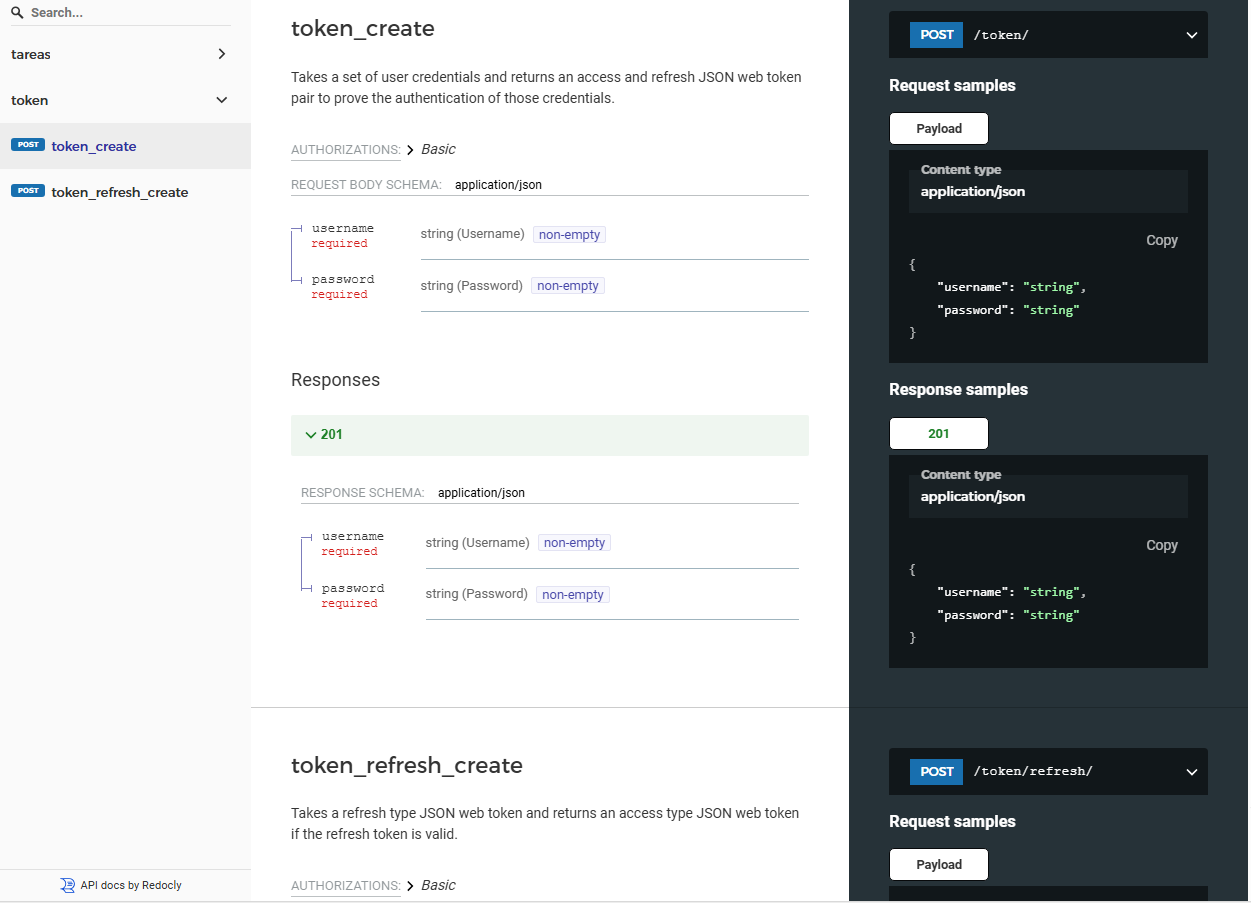 Search...
tareas
token
POST token_create
POST token_refresh_create
API docs by Redocly
token_create
Takes a set of user credentials and returns an access and refresh JSON web token
pair to prove the authentication of those credentials.
AUTHORIZATIONS: Basic
REQUEST BODY SCHEMA: application/json
username
required
string (Username) non-empty
password
required
string (Password) non-empty
Responses
201
RESPONSE SCHEMA: application/json
username
required
string (Username) non-empty
password
required
string (Password) non-empty
token_refresh_create
Takes a refresh type JSON web token and returns an access type JSON web token
if the refresh token is valid.
AUTHORIZATIONS: Basic
POST /token/
Request samples
Payload
Content type
application/json
Copy
{
"username": "string",
"password": "string"
}
Response samples
201
Content type
application/json
Copy
{
"username": "string",
"password": "string"
}
POST /token/refresh/
Request samples
Payload